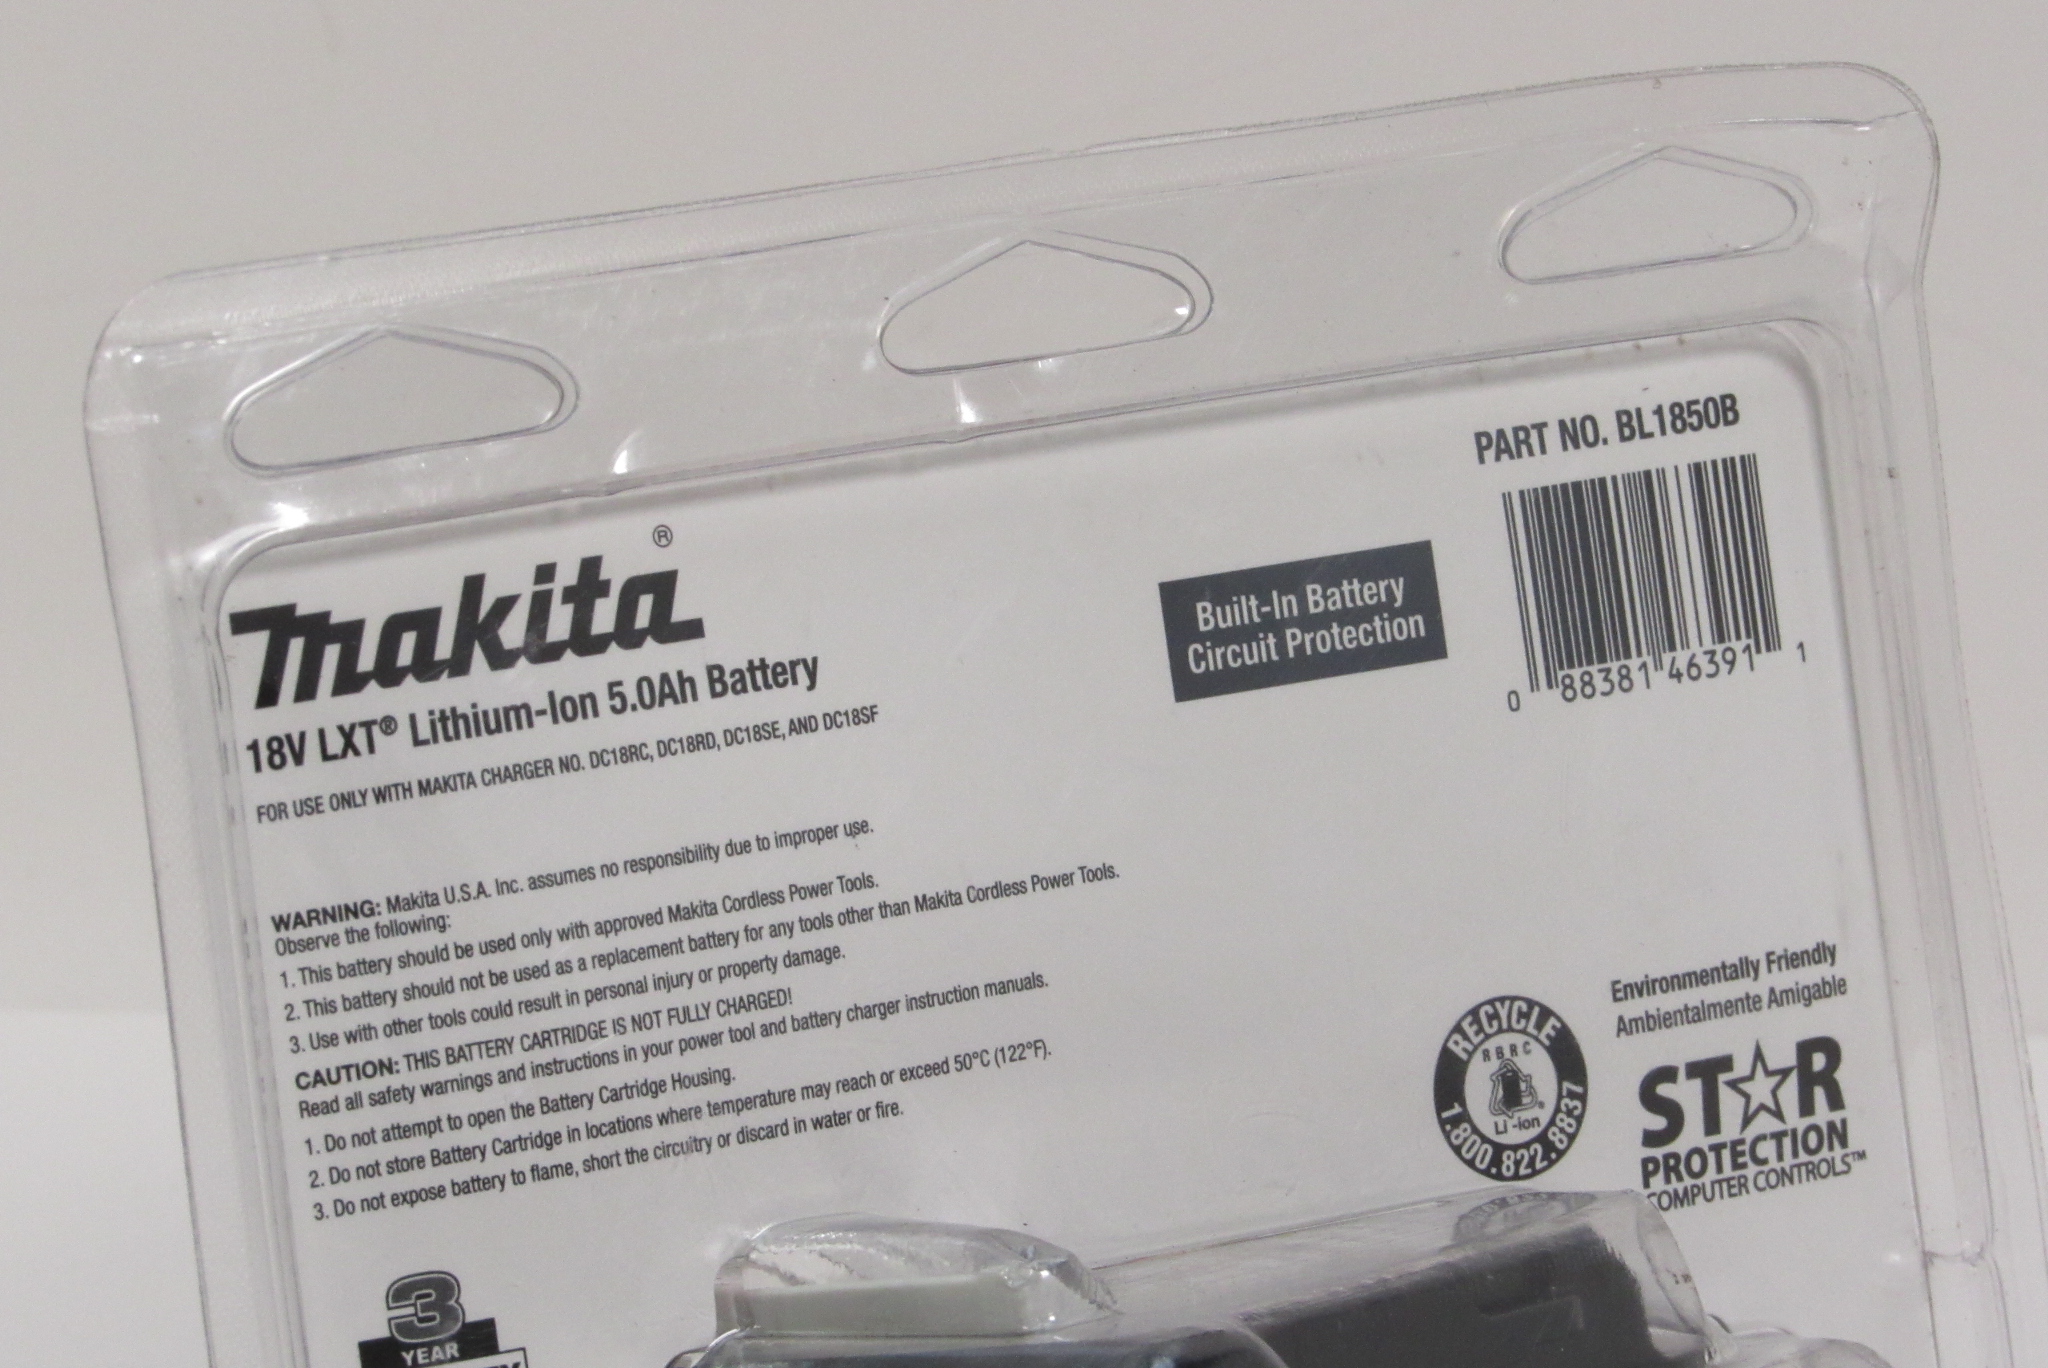 PART NO. BL1850B
0 88381 46391 1
Built-In Battery
Circuit Protection
makita®
18V LXT® Lithium-Ion 5.0Ah Battery
FOR USE ONLY WITH MAKITA CHARGER NO. DC18RC, DC18RD, DC18SE, AND DC18SF
WARNING: Makita U.S.A. Inc. assumes no responsibility due to improper use.
Observe the following:
1. This battery should be used only with approved Makita Cordless Power Tools.
2. This battery should not be used as a replacement battery for any tools other than Makita Cordless Power Tools.
3. Use with other tools could result in personal injury or property damage.
CAUTION: THIS BATTERY CARTRIDGE IS NOT FULLY CHARGED!
Read all safety warnings and instructions in your power tool and battery charger instruction manuals.
1. Do not attempt to open the Battery Cartridge Housing.
2. Do not store Battery Cartridge in locations where temperature may reach or exceed 50°C (122°F).
3. Do not expose battery to flame, short the circuitry or discard in water or fire.
Environmentally Friendly
Ambientalmente Amigable
RECYCLE
RBRC
Li-ion
1.800.822.8837
ST☆R
PROTECTION
COMPUTER CONTROLS™
3
YEAR